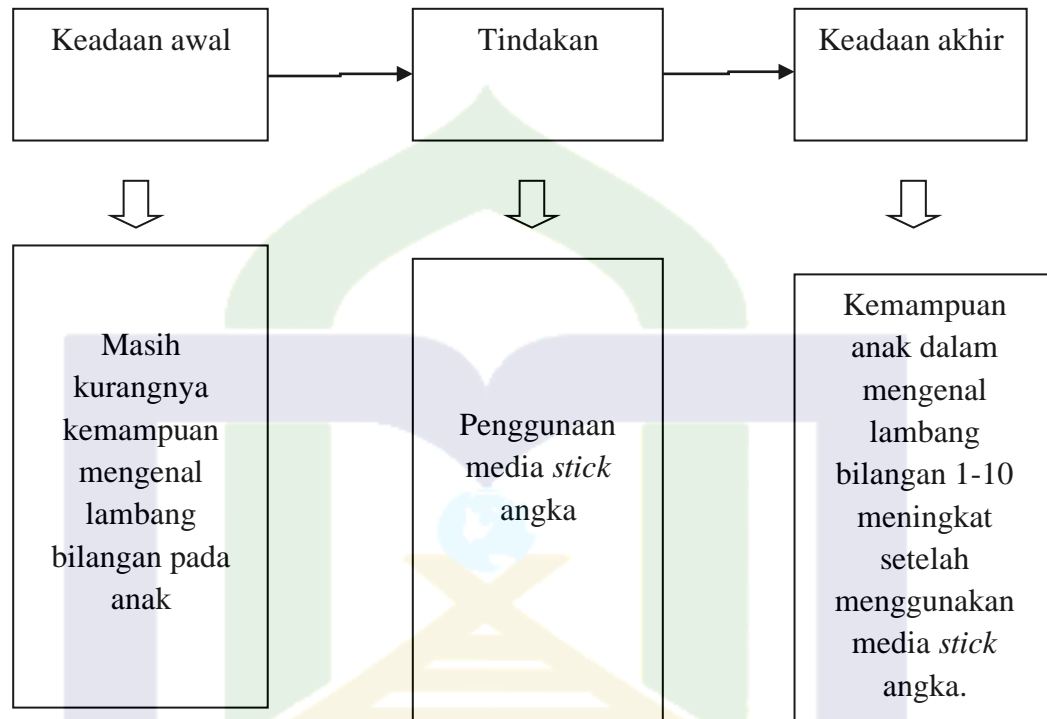 Keadaan awal
Tindakan
Keadaan akhir
Masih
kurangnya
kemampuan
mengenal
lambang
bilangan pada
anak
Penggunaan
media stick
angka
Kemampuan
anak dalam
mengenal
lambang
bilangan 1-10
meningkat
setelah
menggunakan
media stick
angka.